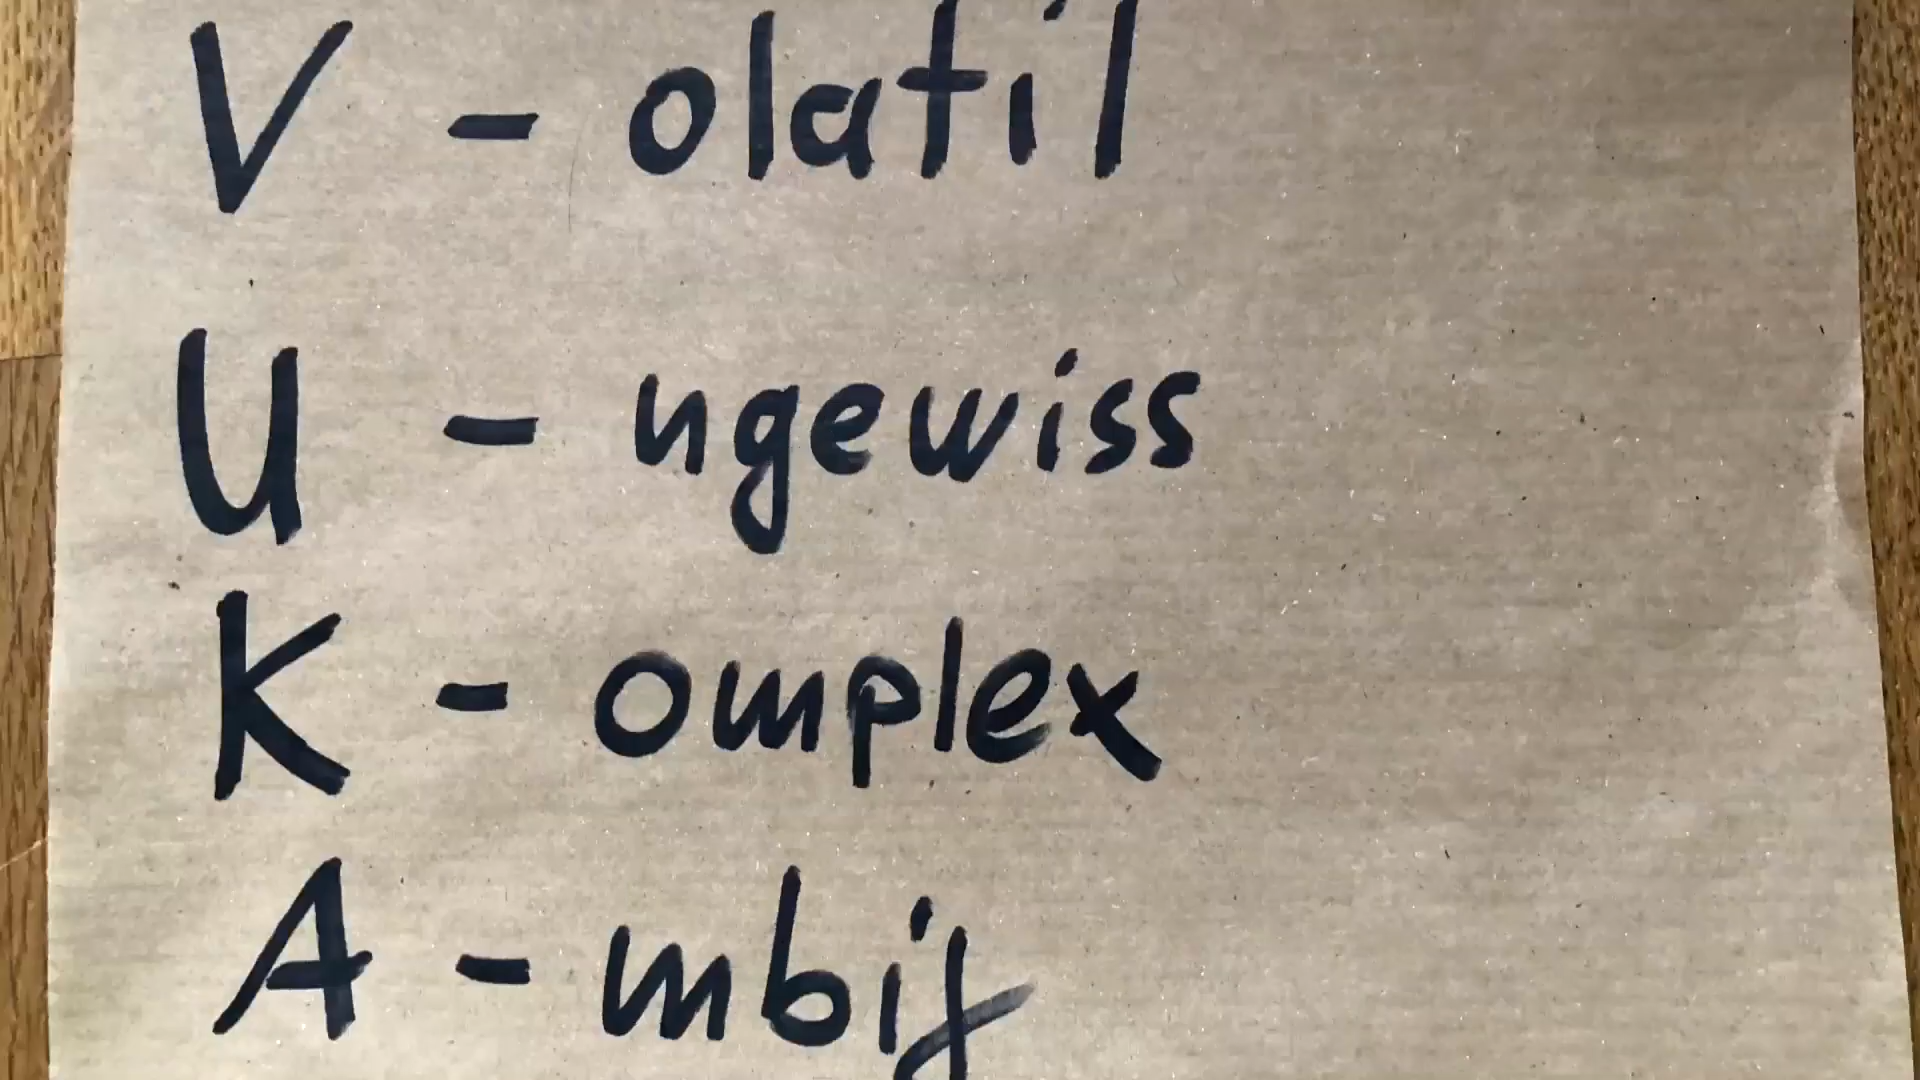 V - olatil
U - ngewiss
K - omplex
A - mbig